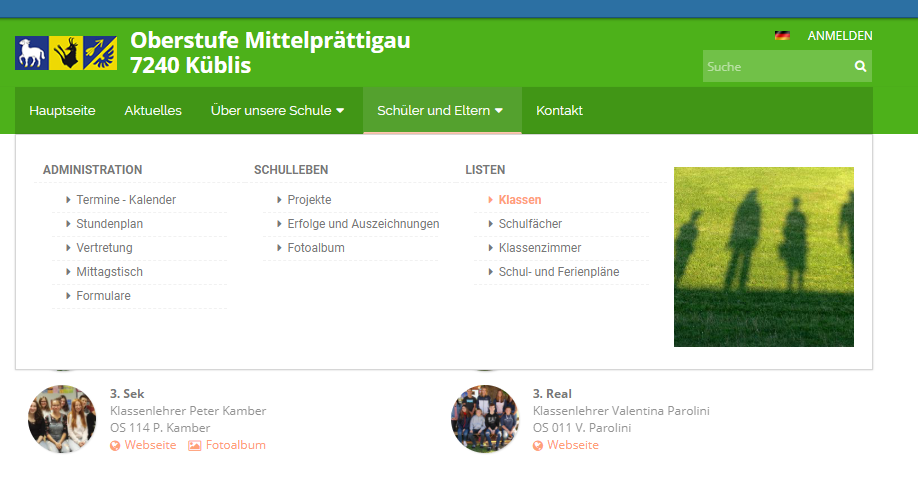 Oberstufe Mittelprättigau
7240 Küblis
ANMELDEN
Suche
Hauptseite
Aktuelles
Über unsere Schule
Schüler und Eltern
Kontakt
ADMINISTRATION
Termine - Kalender
Stundenplan
Vertretung
Mittagstisch
Formulare
SCHULLEBEN
Projekte
Erfolge und Auszeichnungen
Fotoalbum
LISTEN
Klassen
Schulfächer
Klassenzimmer
Schul- und Ferienpläne
3. Sek
Klassenlehrer Peter Kamber
OS 114 P. Kamber
Webseite Fotoalbum
3. Real
Klassenlehrer Valentina Parolini
OS 011 V. Parolini
Webseite